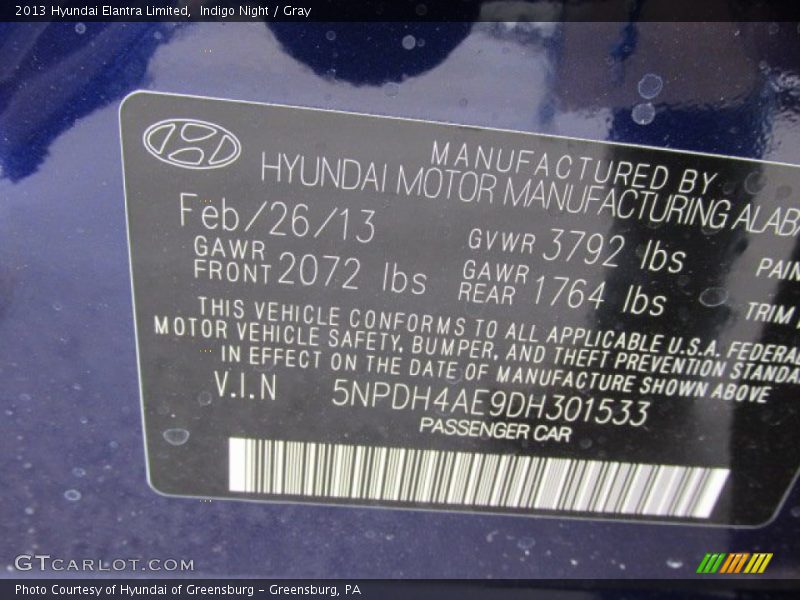 2013 Hyundai Elantra Limited, Indigo Night / Gray
MANUFACTURED BY
HYUNDAI MOTOR MANUFACTURING ALABA
Feb/26/13
GVWR 3792 lbs
PAIN
GAWR FRONT 2072 lbs
GAWR REAR 1764 lbs
TRIM
THIS VEHICLE CONFORMS TO ALL APPLICABLE U.S.A. FEDERAL
MOTOR VEHICLE SAFETY, BUMPER, AND THEFT PREVENTION STANDA
IN EFFECT ON THE DATE OF MANUFACTURE SHOWN ABOVE
V.I.N 5NPDH4AE9DH301533
PASSENGER CAR
GTCARLOT.COM
Photo Courtesy of Hyundai of Greensburg – Greensburg, PA